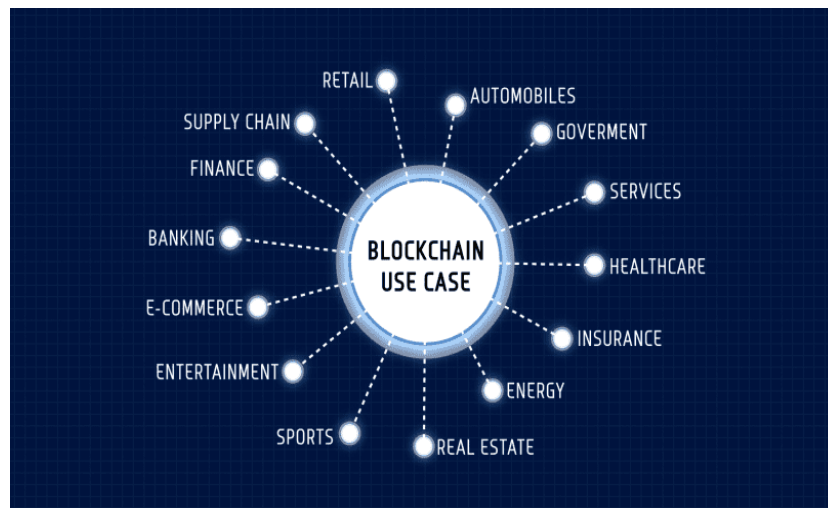 RETAIL
AUTOMOBILES
SUPPLY CHAIN
GOVERMENT
FINANCE
SERVICES
BANKING
BLOCKCHAIN
USE CASE
HEALTHCARE
E-COMMERCE
INSURANCE
ENTERTAINMENT
ENERGY
SPORTS
REAL ESTATE